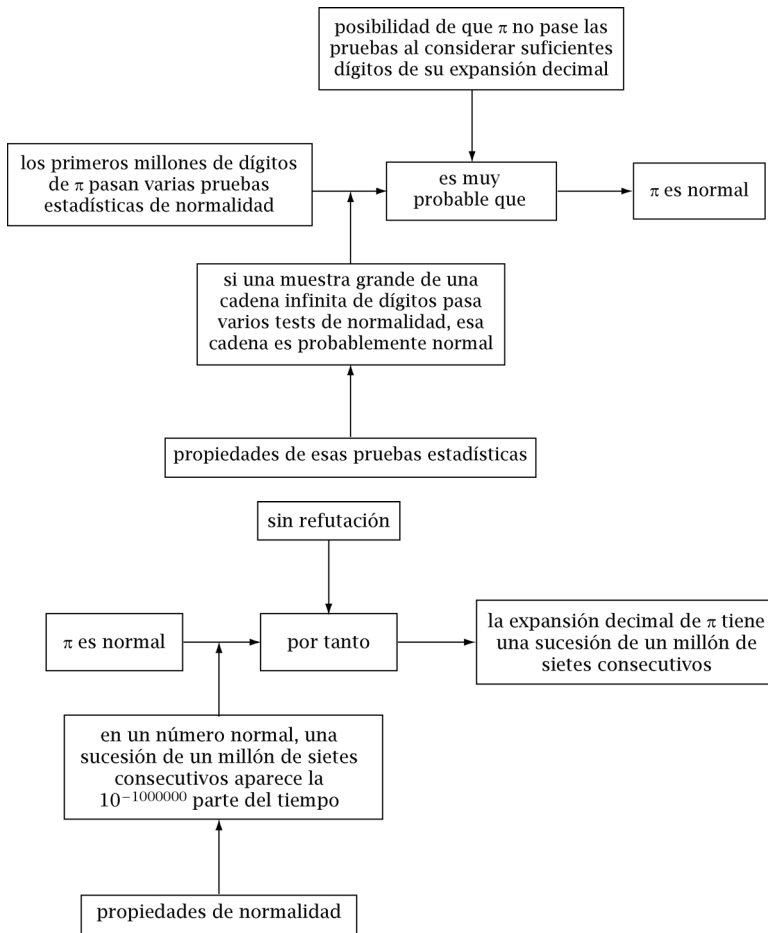 posibilidad de que π no pase las
pruebas al considerar suficientes
dígitos de su expansión decimal
los primeros millones de dígitos
de π pasan varias pruebas
estadísticas de normalidad
es muy
probable que
π es normal
si una muestra grande de una
cadena infinita de dígitos pasa
varios tests de normalidad, esa
cadena es probablemente normal
propiedades de esas pruebas estadísticas
sin refutación
π es normal
por tanto
la expansión decimal de π tiene
una sucesión de un millón de
sietes consecutivos
en un número normal, una
sucesión de un millón de sietes
consecutivos aparece la
10⁻¹⁰⁰⁰⁰⁰⁰ parte del tiempo
propiedades de normalidad